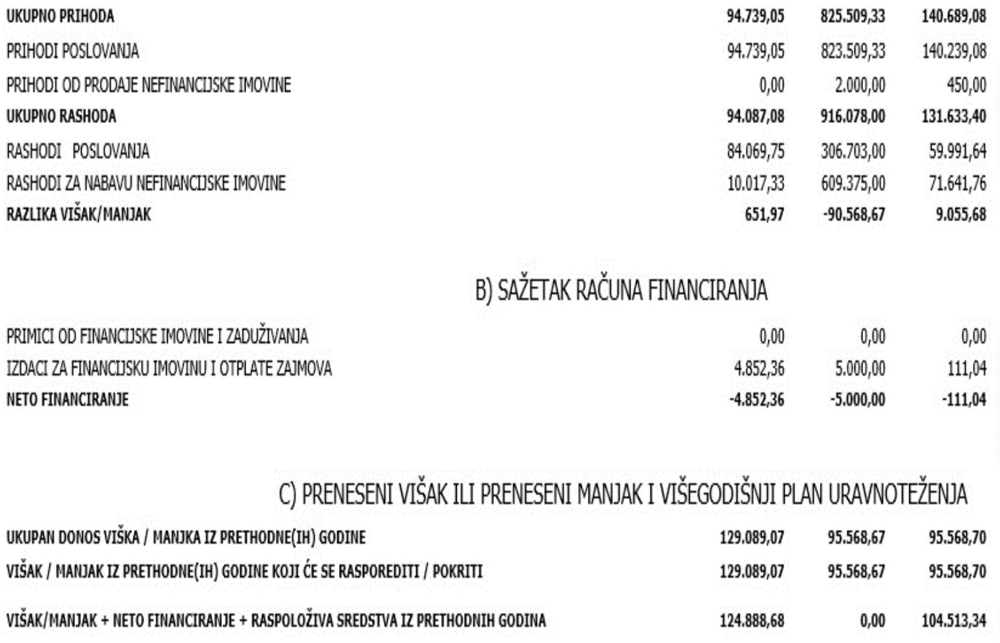 UKUPNO PRIHODA 94.739,05 825.509,33 140.689,08
PRIHODI POSLOVANJA 94.739,05 823.509,33 140.239,08
PRIHODI OD PRODAJE NEFINANCIJSKE IMOVINE 0,00 2.000,00 450,00
UKUPNO RASHODA 94.087,08 916.078,00 131.633,40
RASHODI POSLOVANJA 84.069,75 306.703,00 59.991,64
RASHODI ZA NABAVU NEFINANCIJSKE IMOVINE 10.017,33 609.375,00 71.641,76
RAZLIKA VIŠAK/MANJAK 651,97 -90.568,67 9.055,68
B) SAŽETAK RAČUNA FINANCIRANJA
PRIMICI OD FINANCIJSKE IMOVINE I ZADUŽIVANJA 0,00 0,00 0,00
IZDACI ZA FINANCIJSKU IMOVINU I OTPLATE ZAJMOVA 4.852,36 5.000,00 111,04
NETO FINANCIRANJE -4.852,36 -5.000,00 -111,04
C) PRENESENI VIŠAK ILI PRENESENI MANJAK I VIŠEGODIŠNJI PLAN URAVNOTEŽENJA
UKUPAN DONOS VIŠKA / MANJKA IZ PRETHODNE(IH) GODINE 129.089,07 95.568,67 95.568,70
VIŠAK / MANJAK IZ PRETHODNE(IH) GODINE KOJI ĆE SE RASPOREDITI / POKRITI 129.089,07 95.568,67 95.568,70
VIŠAK/MANJAK + NETO FINANCIRANJE + RASPOLOŽIVA SREDSTVA IZ PRETHODNIH GODINA 124.888,68 0,00 104.513,34